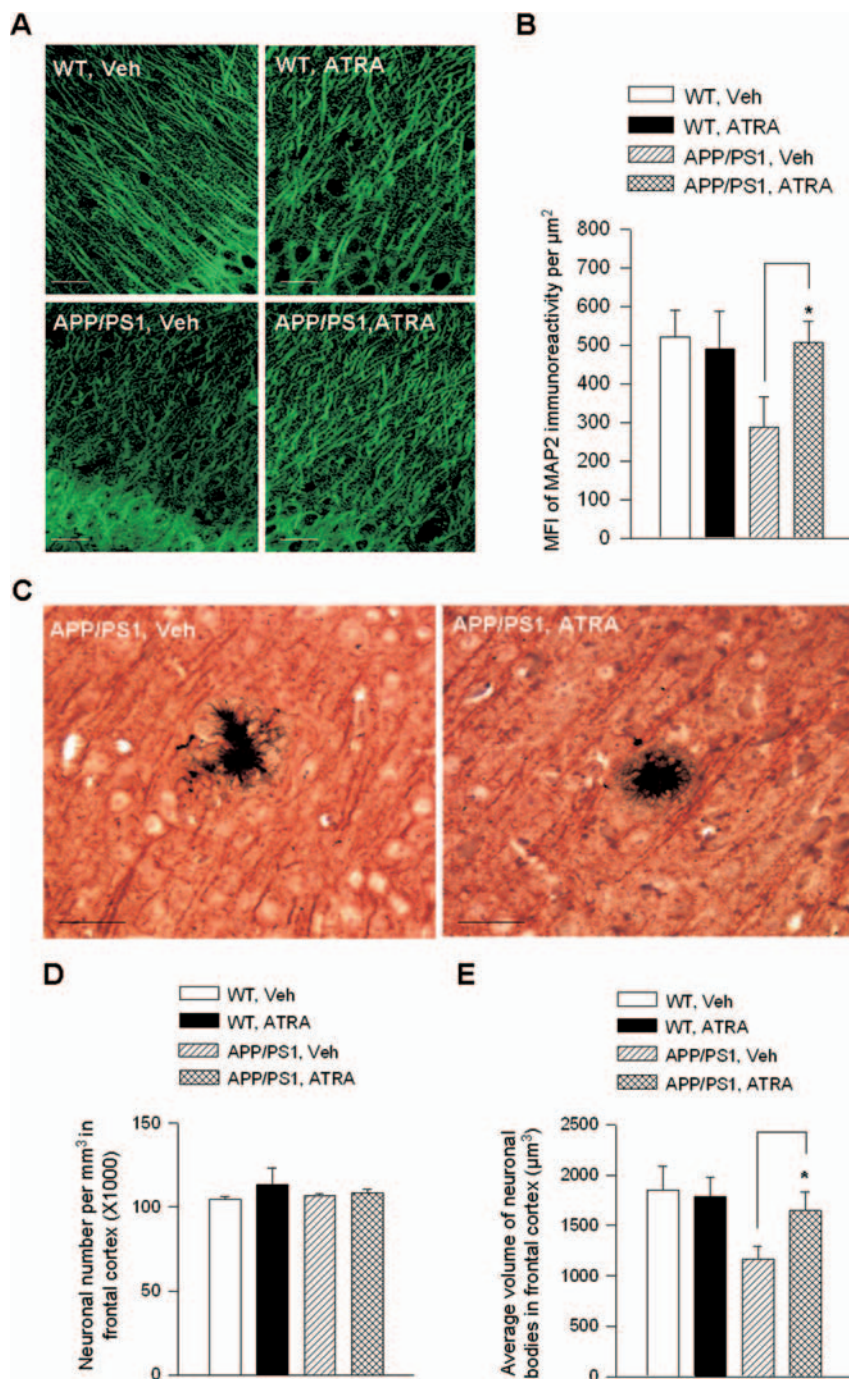 A
WT, Veh
WT, ATRA
APP/PS1, Veh
APP/PS1,ATRA
B
WT, Veh
WT, ATRA
APP/PS1, Veh
APP/PS1, ATRA
MFI of MAP2 immunoreactivity per µm²
800
700
600
500
400
300
200
100
0
*
C
APP/PS1, Veh
APP/PS1, ATRA
D
WT, Veh
WT, ATRA
APP/PS1, Veh
APP/PS1, ATRA
Neuronal number per mm³ in
frontal cortex (X1000)
150
100
50
0
E
WT, Veh
WT, ATRA
APP/PS1, Veh
APP/PS1, ATRA
Average volume of neuronal
bodies in frontal cortex (µm³)
2500
2000
1500
1000
500
0
*